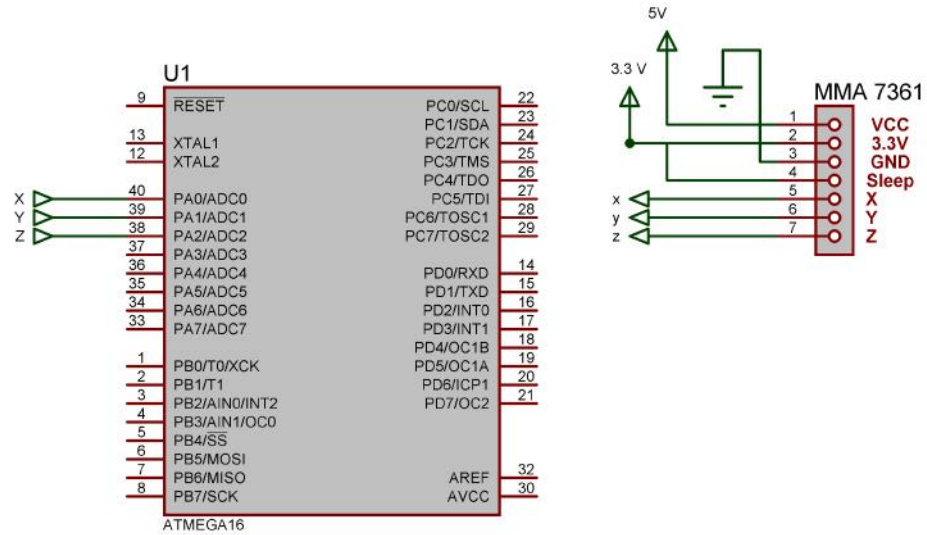 U1
9 RESET
13 XTAL1
12 XTAL2
X 40 PA0/ADC0
Y 39 PA1/ADC1
Z 38 PA2/ADC2
37 PA3/ADC3
36 PA4/ADC4
35 PA5/ADC5
34 PA6/ADC6
33 PA7/ADC7
1 PB0/T0/XCK
2 PB1/T1
3 PB2/AIN0/INT2
4 PB3/AIN1/OC0
5 PB4/SS
6 PB5/MOSI
7 PB6/MISO
8 PB7/SCK
PC0/SCL 22
PC1/SDA 23
PC2/TCK 24
PC3/TMS 25
PC4/TDO 26
PC5/TDI 27
PC6/TOSC1 28
PC7/TOSC2 29
PD0/RXD 14
PD1/TXD 15
PD2/INT0 16
PD3/INT1 17
PD4/OC1B 18
PD5/OC1A 19
PD6/ICP1 20
PD7/OC2 21
AREF 32
AVCC 30
ATMEGA16
5V
3.3 V
MMA 7361
1 VCC
2 3.3V
3 GND
4 Sleep
x 5 X
y 6 Y
z 7 Z